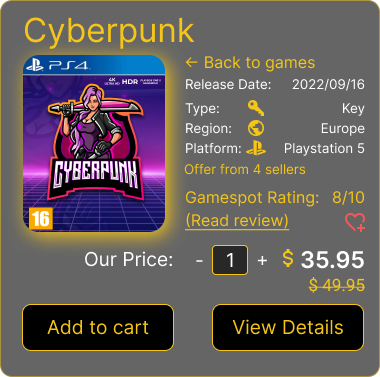 Cyberpunk
PS4
4K
ULTRA HD
HDR
CYBERPUNK
16
← Back to games
Release Date: 2022/09/16
Type: Key
Region: Europe
Platform: Playstation 5
Offer from 4 sellers
Gamespot Rating: 8/10
(Read review)
Our Price: - 1 + $ 35.95
$ 49.95
Add to cart
View Details